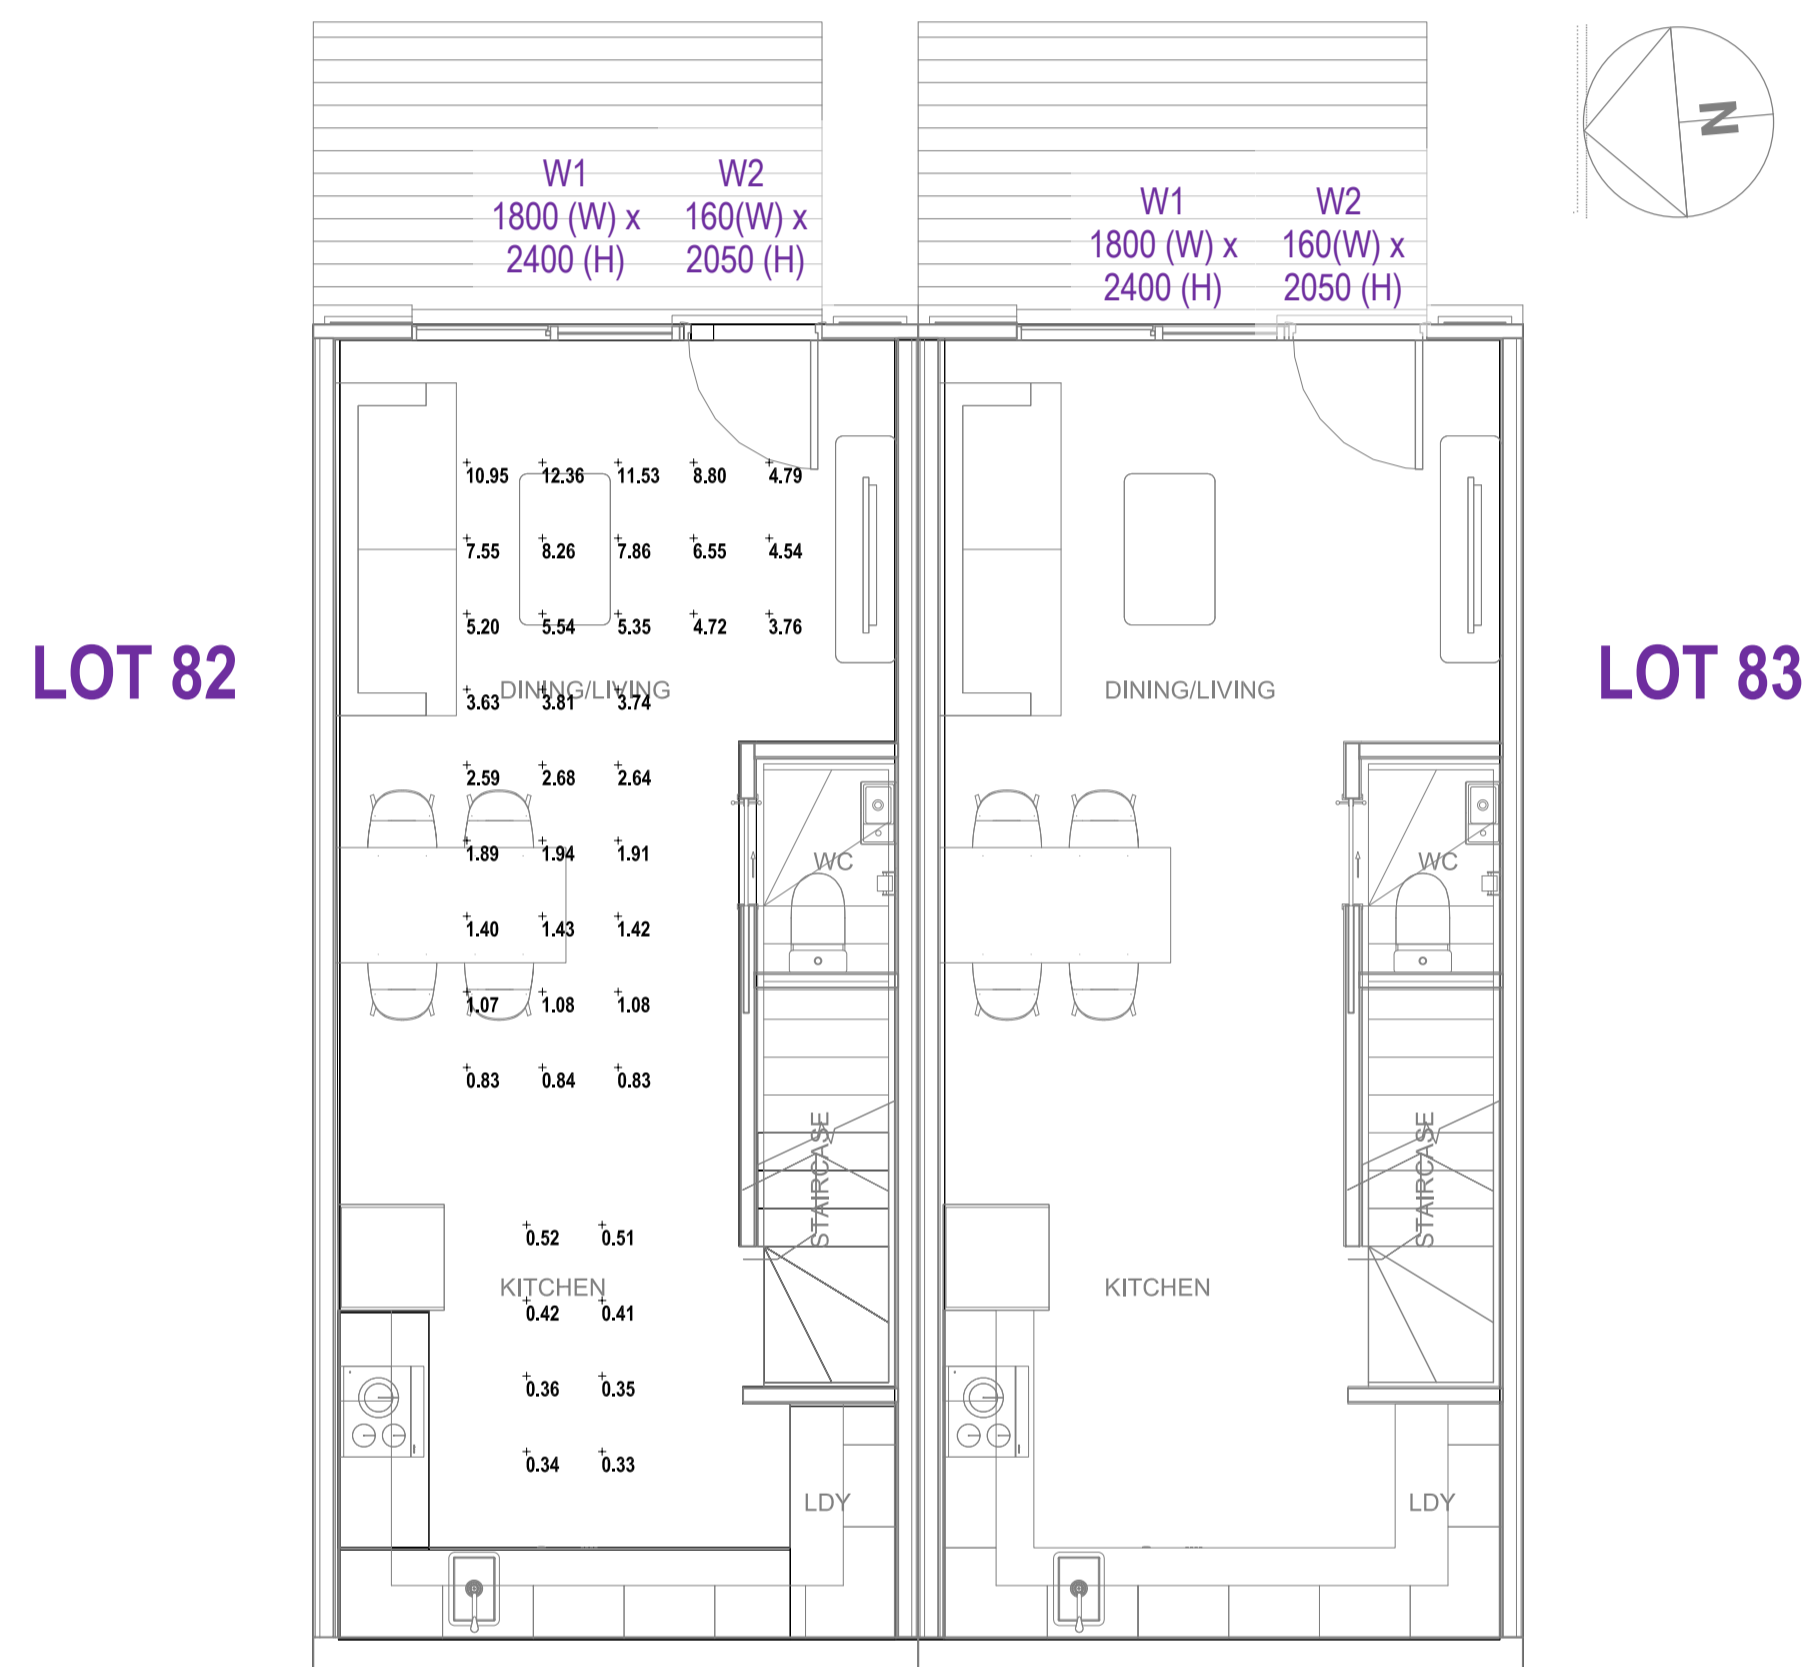 N
W1
1800 (W) x
2400 (H)
W2
160(W) x
2050 (H)
W1
1800 (W) x
2400 (H)
W2
160(W) x
2050 (H)
LOT 82
LOT 83
10.95 12.36 11.53 8.80 4.79
7.55 8.26 7.86 6.55 4.54
5.20 5.54 5.35 4.72 3.76
DINING/LIVING
DINING/LIVING
3.63 3.81 3.74
2.59 2.68 2.64
1.89 1.94 1.91
WC
WC
1.40 1.43 1.42
1.07 1.08 1.08
0.83 0.84 0.83
STAIRCASE
STAIRCASE
0.52 0.51
KITCHEN
KITCHEN
0.42 0.41
0.36 0.35
0.34 0.33
LDY
LDY